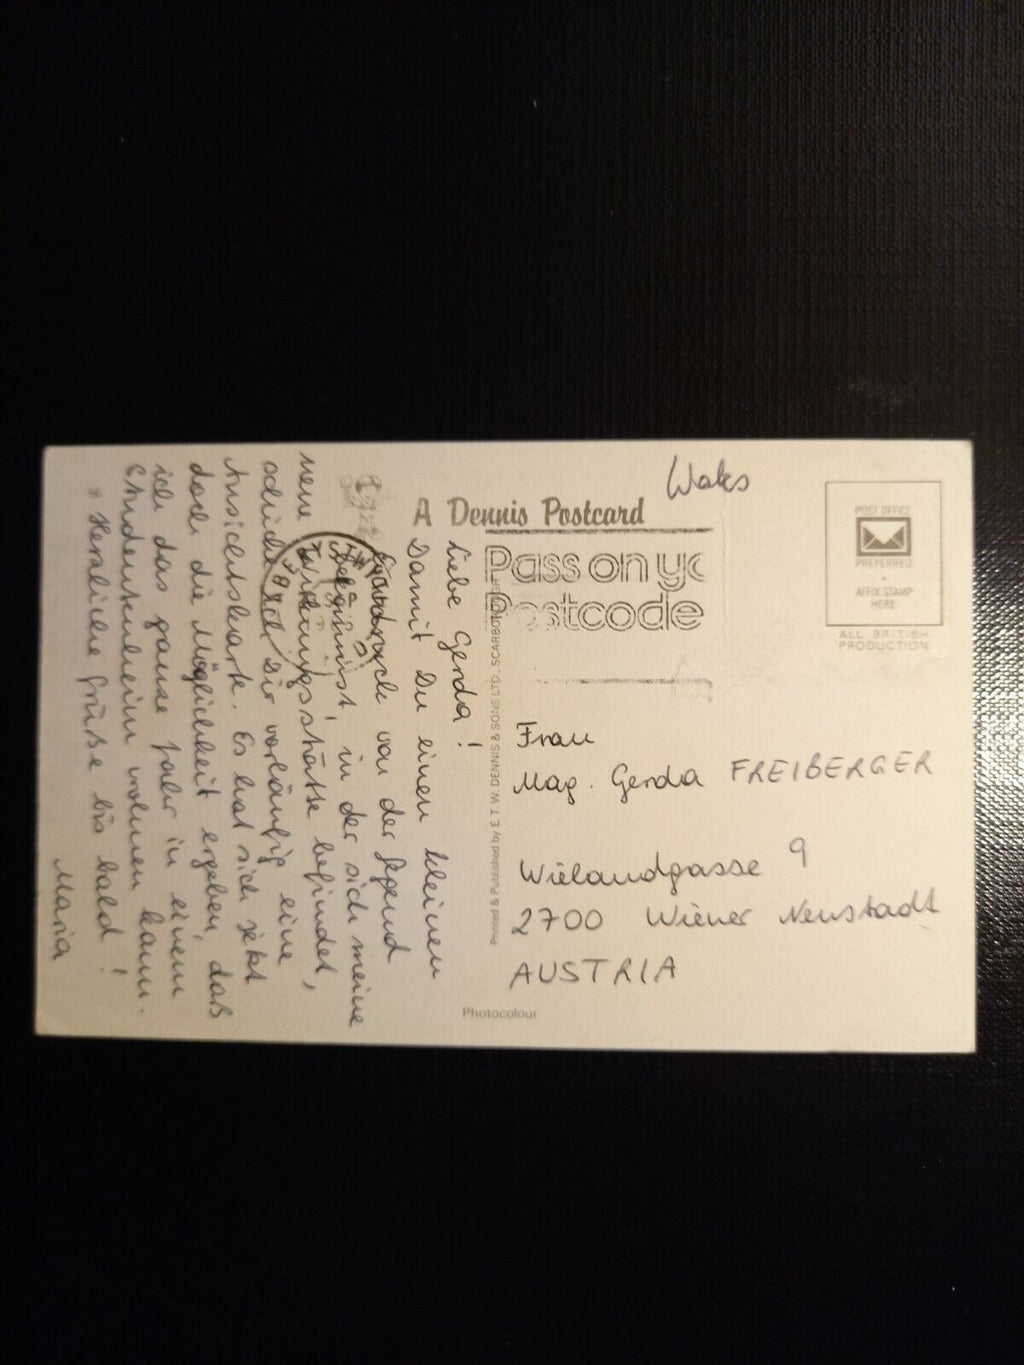 A Dennis Postcard
Wales
POST OFFICE
PREFERRED
AFFIX STAMP
HERE
ALL BRITISH
PRODUCTION
Pass on yo
Postcode
Printed & Published by E T W DENNIS & SONS LTD. SCARBOROUGH
Photocolour
Liebe Gerda!
Damit Du einen kleinen
Eindruck von der Gegend
bekommst, in der sich meine
neue Wirkungsstätte befindet,
schicke ich Dir vorläufig eine
Ansichtskarte. Es hat sich jetzt
doch die Möglichkeit ergeben, daß
ich das ganze Jahr in einem
Studentenheim wohnen kann.
Herzliche Grüße bis bald!
Maria
Frau
Mag. Gerda FREIBERGER
Wielandgasse 9
2700 Wiener Neustadt
AUSTRIA